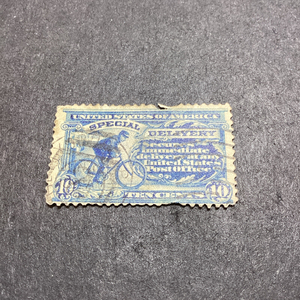 UNITED STATES OF AMERICA
SPECIAL DELIVERY
secures
immediate
delivery at any
United States
Post Office
10 TEN CENTS 10